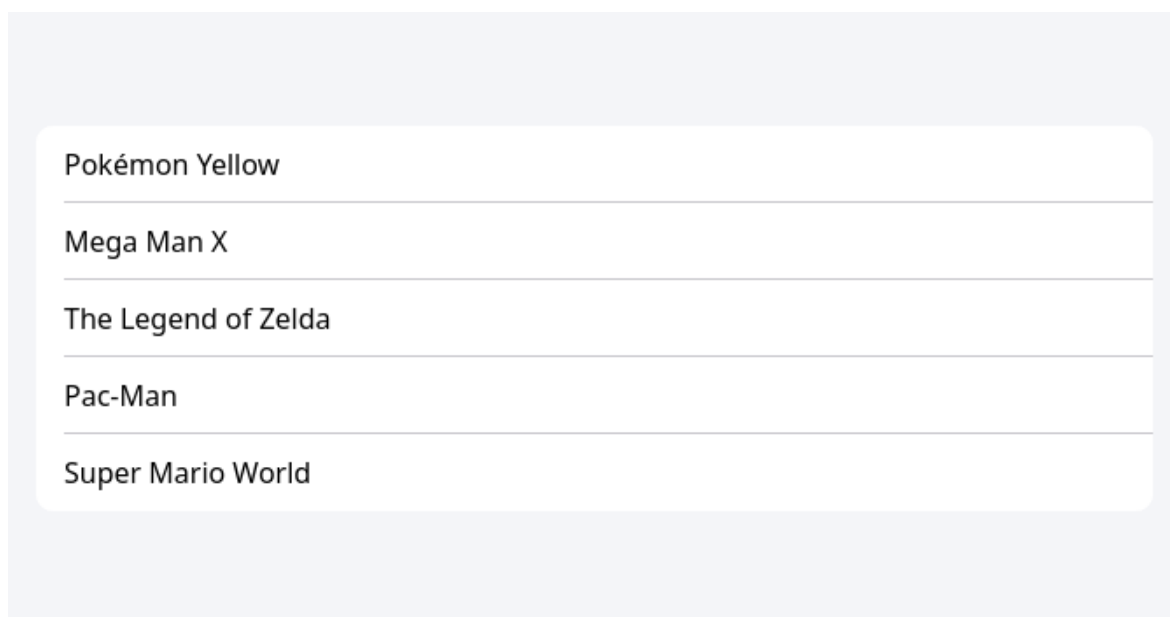 Pokémon Yellow
Mega Man X
The Legend of Zelda
Pac-Man
Super Mario World